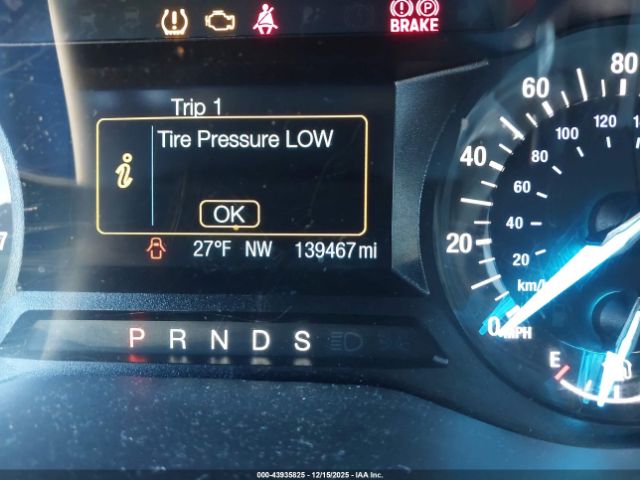 BRAKE
Trip 1
Tire Pressure LOW
i
OK
27°F NW 139467 mi
P R N D S
0 20 40 60 80
20 40 60 80 100 120
MPH
E
000-43935825 - 12/15/2025 - IAA Inc.